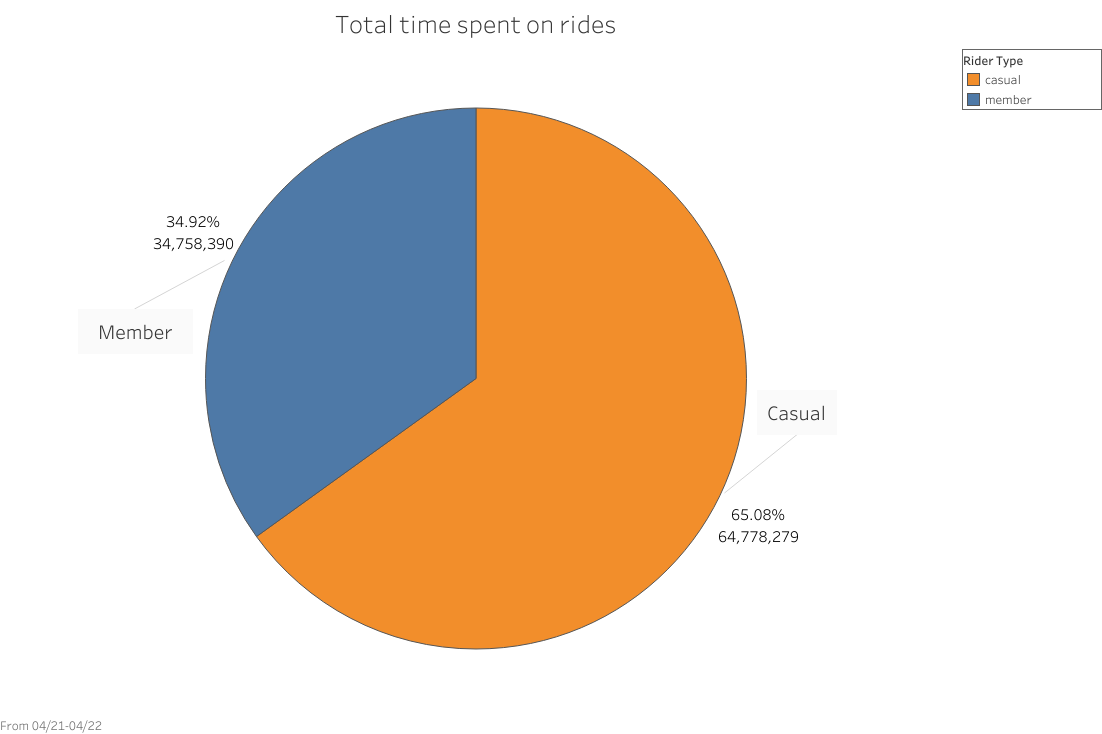 Total time spent on rides
Rider Type
casual
member
34.92%
34,758,390
Member
Casual
65.08%
64,778,279
From 04/21-04/22